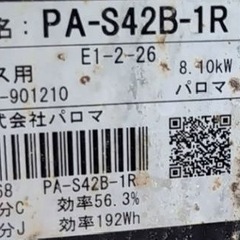 名: PA-S42B-1R
E1-2-26
ス用 8.10kW
-901210 パロマ
式会社パロマ
68 PA-S42B-1R
分C 効率56.3%
分J 効率192Wh